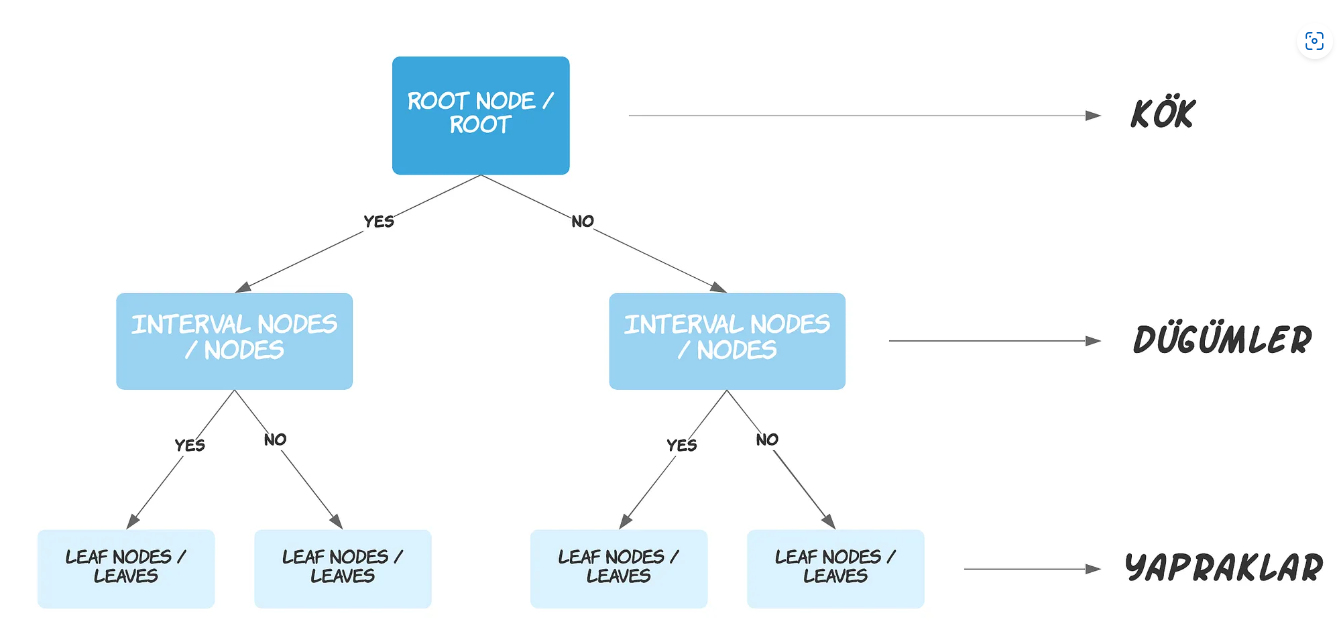 ROOT NODE /
ROOT
KÖK
YES
NO
INTERVAL NODES
/ NODES
INTERVAL NODES
/ NODES
DÜGÜMLER
YES
NO
YES
NO
LEAF NODES /
LEAVES
LEAF NODES /
LEAVES
LEAF NODES /
LEAVES
LEAF NODES /
LEAVES
YAPRAKLAR